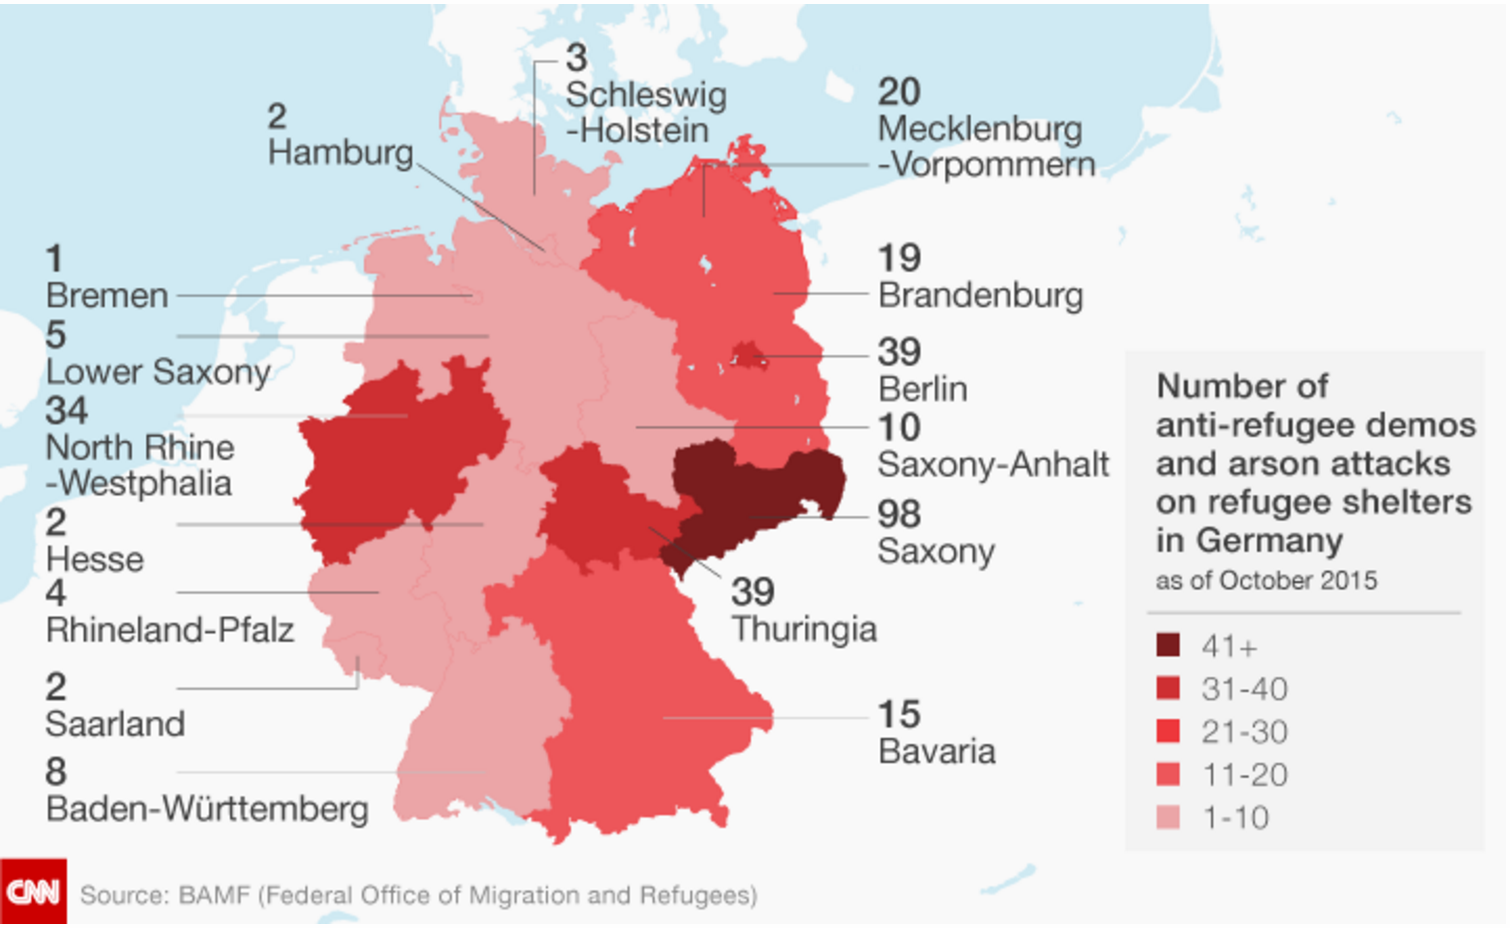 3
Schleswig
-Holstein
2
Hamburg
20
Mecklenburg
-Vorpommern
1
Bremen
19
Brandenburg
5
Lower Saxony
39
Berlin
34
North Rhine
-Westphalia
10
Saxony-Anhalt
2
Hesse
98
Saxony
4
Rhineland-Pfalz
39
Thuringia
2
Saarland
15
Bavaria
8
Baden-Württemberg
Number of
anti-refugee demos
and arson attacks
on refugee shelters
in Germany
as of October 2015
41+
31-40
21-30
11-20
1-10
CNN
Source: BAMF (Federal Office of Migration and Refugees)